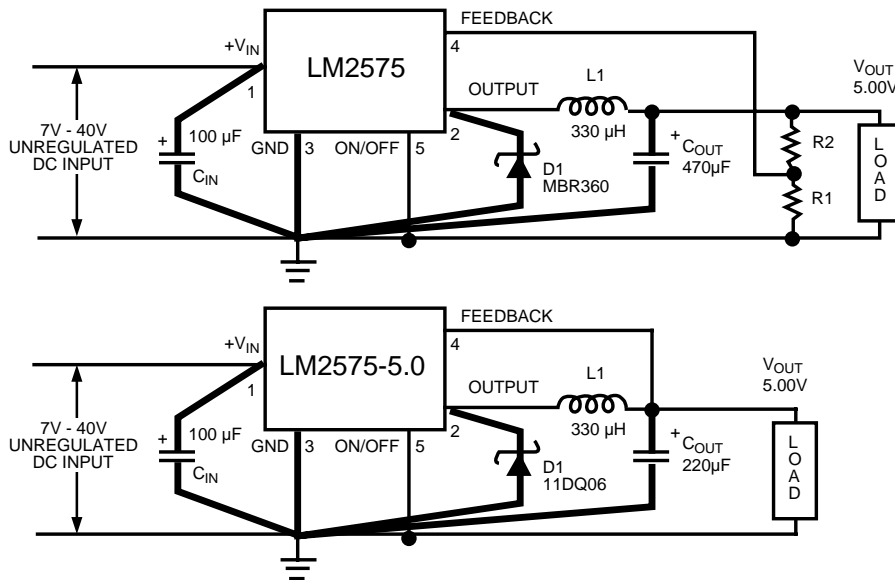 FEEDBACK
+VIN
4
LM2575
L1
VOUT
5.00V
OUTPUT
1
7V - 40V
UNREGULATED
DC INPUT
+
100 µF
CIN
GND
3
ON/OFF
5
2
330 µH
D1
MBR360
+
COUT
470µF
R2
R1
LOAD
FEEDBACK
+VIN
4
LM2575-5.0
L1
VOUT
5.00V
OUTPUT
1
7V - 40V
UNREGULATED
DC INPUT
+
100 µF
CIN
GND
3
ON/OFF
5
2
330 µH
D1
11DQ06
+
COUT
220µF
LOAD